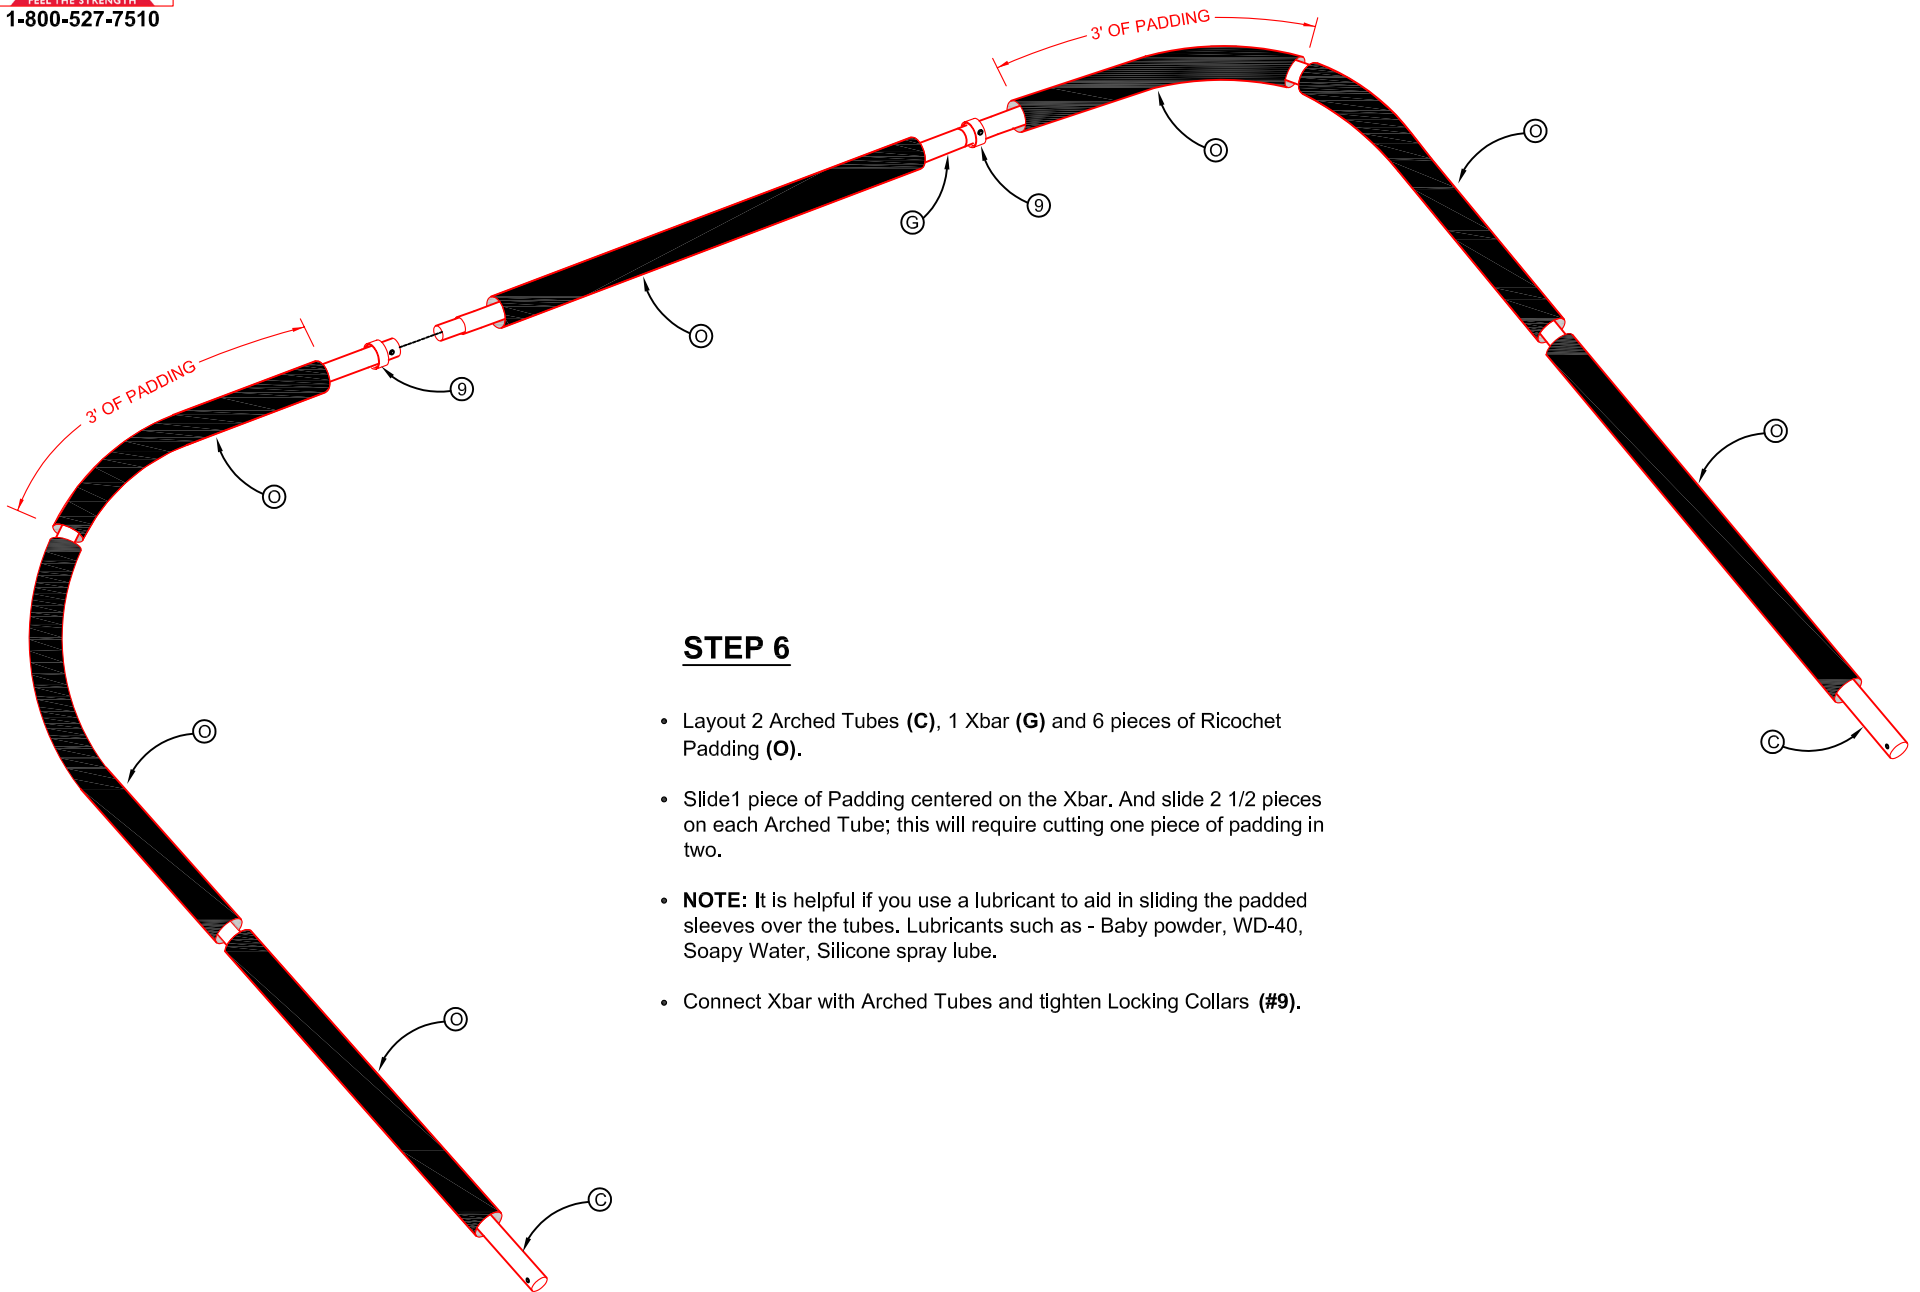 FEEL THE STRENGTH
1-800-527-7510
3' OF PADDING
O
O
9
G
O
O
9
3' OF PADDING
O
O
C
O
O
C
STEP 6
• Layout 2 Arched Tubes (C), 1 Xbar (G) and 6 pieces of Ricochet
Padding (O).
• Slide1 piece of Padding centered on the Xbar. And slide 2 1/2 pieces
on each Arched Tube; this will require cutting one piece of padding in
two.
• NOTE: It is helpful if you use a lubricant to aid in sliding the padded
sleeves over the tubes. Lubricants such as - Baby powder, WD-40,
Soapy Water, Silicone spray lube.
• Connect Xbar with Arched Tubes and tighten Locking Collars (#9).